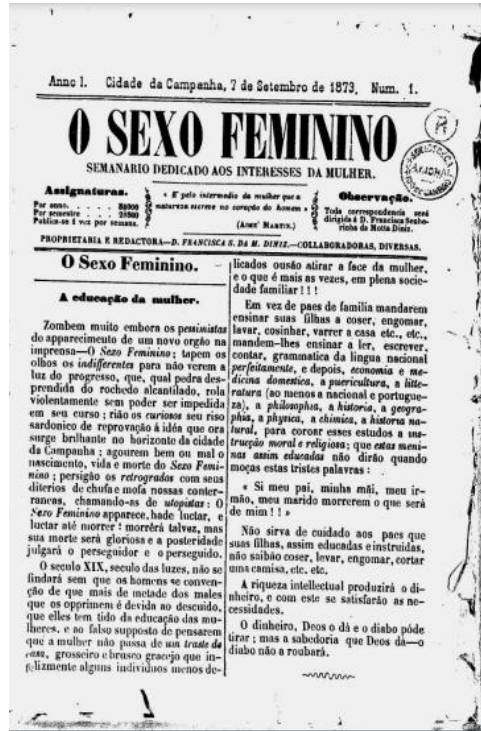 Anno I. Cidade da Campanha, 7 de Setembro de 1873, Num. 1.
O SEXO FEMININO
SEMANARIO DEDICADO AOS INTERESSES DA MULHER.
Assignaturas.
Por anno. . . . . 5$000
Por semestre . . . 2$500
Publica-se 1 vez por semana.
« E' pelo intermedio da mulher que a
natureza escreve no coração do homem »
(AIMÉ MARTIN.)
Observação.
Toda correspondencia será
dirigida á D. Francisca Senho-
rinha da Motta Diniz.
PROPRIETARIA E REDACTORA—D. FRANCISCA S. DA M. DINIZ.—COLLABORADORAS, DIVERSAS.
O Sexo Feminino.
A educação da mulher.
Zombem muito embora os pessimistas
do apparecimento de um novo orgão na
imprensa—O Sexo Feminino; tapem os
olhos os indifferentes para não verem a
luz do progresso, que, qual pedra des-
prendida do rochedo alcantilado, rola
violentamente sem poder ser impedida
em seu curso; rião os curiosos seu riso
sardonico de reprovação á idéa que ora
surge brilhante no horizonte da cidade
da Campanha; agourem bem ou mal o
nascimento, vida e morte do Sexo Femi-
nino; persigão os retrogrados com seus
diterios de chufa e mofa nossas conter-
raneas, chamando-as de utopistas: O
Sexo Feminino apparece, hade luctar, e
luctar até morrer: morrerá talvez, mas
sua morte será gloriosa e a posteridade
julgará o perseguidor e o perseguido.
O seculo XIX, seculo das luzes, não se
findará sem que os homens se conven-
ção de que mais de metade dos males
que os opprimem é devida ao descuido,
que elles tem tido da educação das mu-
lheres, e ao falso supposto de pensarem
que a mulher não passa de um traste de
casa, grosseiro e brusco gracejo que in-
felizmente alguns individuos menos de-
licados ousão atirar a face da mulher,
e o que é mais as vezes, em plena socie-
dade familiar!!!
Em vez de paes de familia mandarem
ensinar suas filhas a coser, engomar,
lavar, cosinhar, varrer a casa etc., etc.,
mandem-lhes ensinar a ler, escrever,
contar, grammatica da lingua nacional
perfeitamente, e depois, economia e me-
dicina domestica, a puericultura, a litte-
ratura (ao menos a nacional e portugue-
za), a philosophia, a historia, a geogra-
phia, a physica, a chimica, a historia na-
tural, para coroar esses estudos a ins-
trucção moral e religiosa; que estas meni-
nas assim educadas não dirão quando
moças estas tristes palavras:
« Si meu pai, minha mãi, meu ir-
mão, meu marido morrerem o que será
de mim!! »
Não sirva de cuidado aos paes que
suas filhas, assim educadas e instruidas,
não saibão coser, levar, engomar, cortar
uma camisa, etc. etc.
A riqueza intellectual produzirá o di-
nheiro, e com este se satisfarão as ne-
cessidades.
O dinheiro, Deos o dá e o diabo póde
tirar; mas a sabedoria que Deos dá—o
diabo não a roubará.